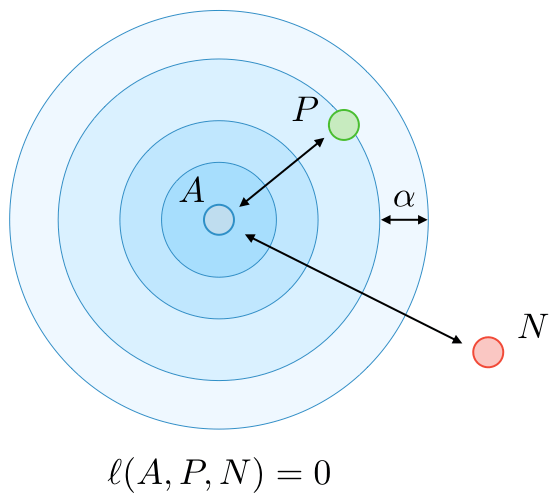 P
A
α
N
ℓ(A, P, N) = 0